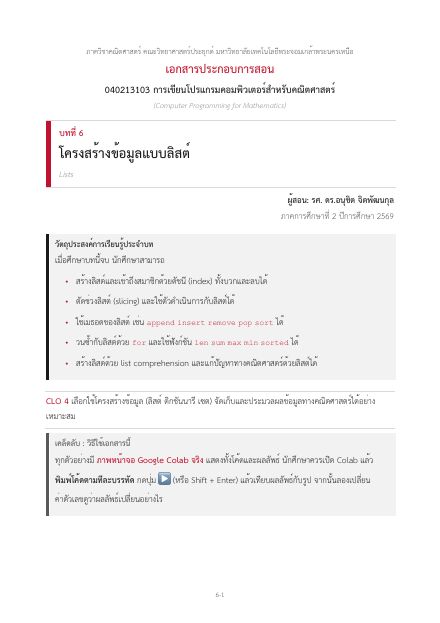 ภาควิชาคณิตศาสตร์ คณะวิทยาศาสตร์ประยุกต์ มหาวิทยาลัยเทคโนโลยีพระจอมเกล้าพระนครเหนือ
เอกสารประกอบการสอน
040213103 การเขียนโปรแกรมคอมพิวเตอร์สำหรับคณิตศาสตร์
(Computer Programming for Mathematics)
บทที่ 6
โครงสร้างข้อมูลแบบลิสต์
Lists
ผู้สอน: รศ. ดร.อนุชิต จิตพัฒนกุล
ภาคการศึกษาที่ 2 ปีการศึกษา 2569
วัตถุประสงค์การเรียนรู้ประจำบท
เมื่อศึกษาบทนี้จบ นักศึกษาสามารถ
• สร้างลิสต์และเข้าถึงสมาชิกด้วยดัชนี (index) ทั้งบวกและลบได้
• ตัดช่วงลิสต์ (slicing) และใช้ตัวดำเนินการกับลิสต์ได้
• ใช้เมธอดของลิสต์ เช่น append insert remove pop sort ได้
• วนซ้ำกับลิสต์ด้วย for และใช้ฟังก์ชัน len sum max min sorted ได้
• สร้างลิสต์ด้วย list comprehension และแก้ปัญหาทางคณิตศาสตร์ด้วยลิสต์ได้
CLO 4 เลือกใช้โครงสร้างข้อมูล (ลิสต์ ดิกชันนารี เซต) จัดเก็บและประมวลผลข้อมูลทางคณิตศาสตร์ได้อย่าง
เหมาะสม
เคล็ดลับ : วิธีใช้เอกสารนี้
ทุกตัวอย่างมี ภาพหน้าจอ Google Colab จริง แสดงทั้งโค้ดและผลลัพธ์ นักศึกษาควรเปิด Colab แล้ว
พิมพ์โค้ดตามทีละบรรทัด กดปุ่ม ▶ (หรือ Shift + Enter) แล้วเทียบผลลัพธ์กับรูป จากนั้นลองเปลี่ยน
ค่าตัวเลขดูว่าผลลัพธ์เปลี่ยนอย่างไร
6-1